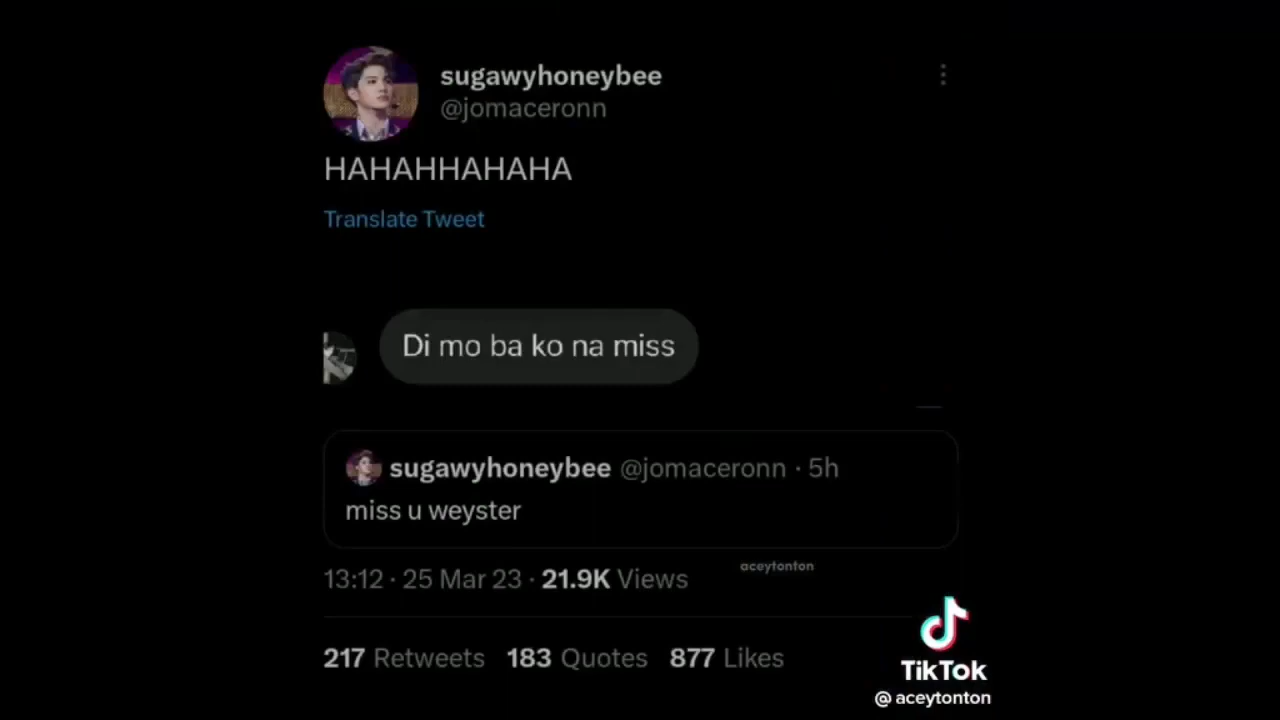 sugawyhoneybee
@jomaceronn
HAHAHHAHAHA
Translate Tweet
Di mo ba ko na miss
sugawyhoneybee @jomaceronn · 5h
miss u weyster
13:12 · 25 Mar 23 · 21.9K Views
aceytonton
217 Retweets 183 Quotes 877 Likes
TikTok
@ aceytonton